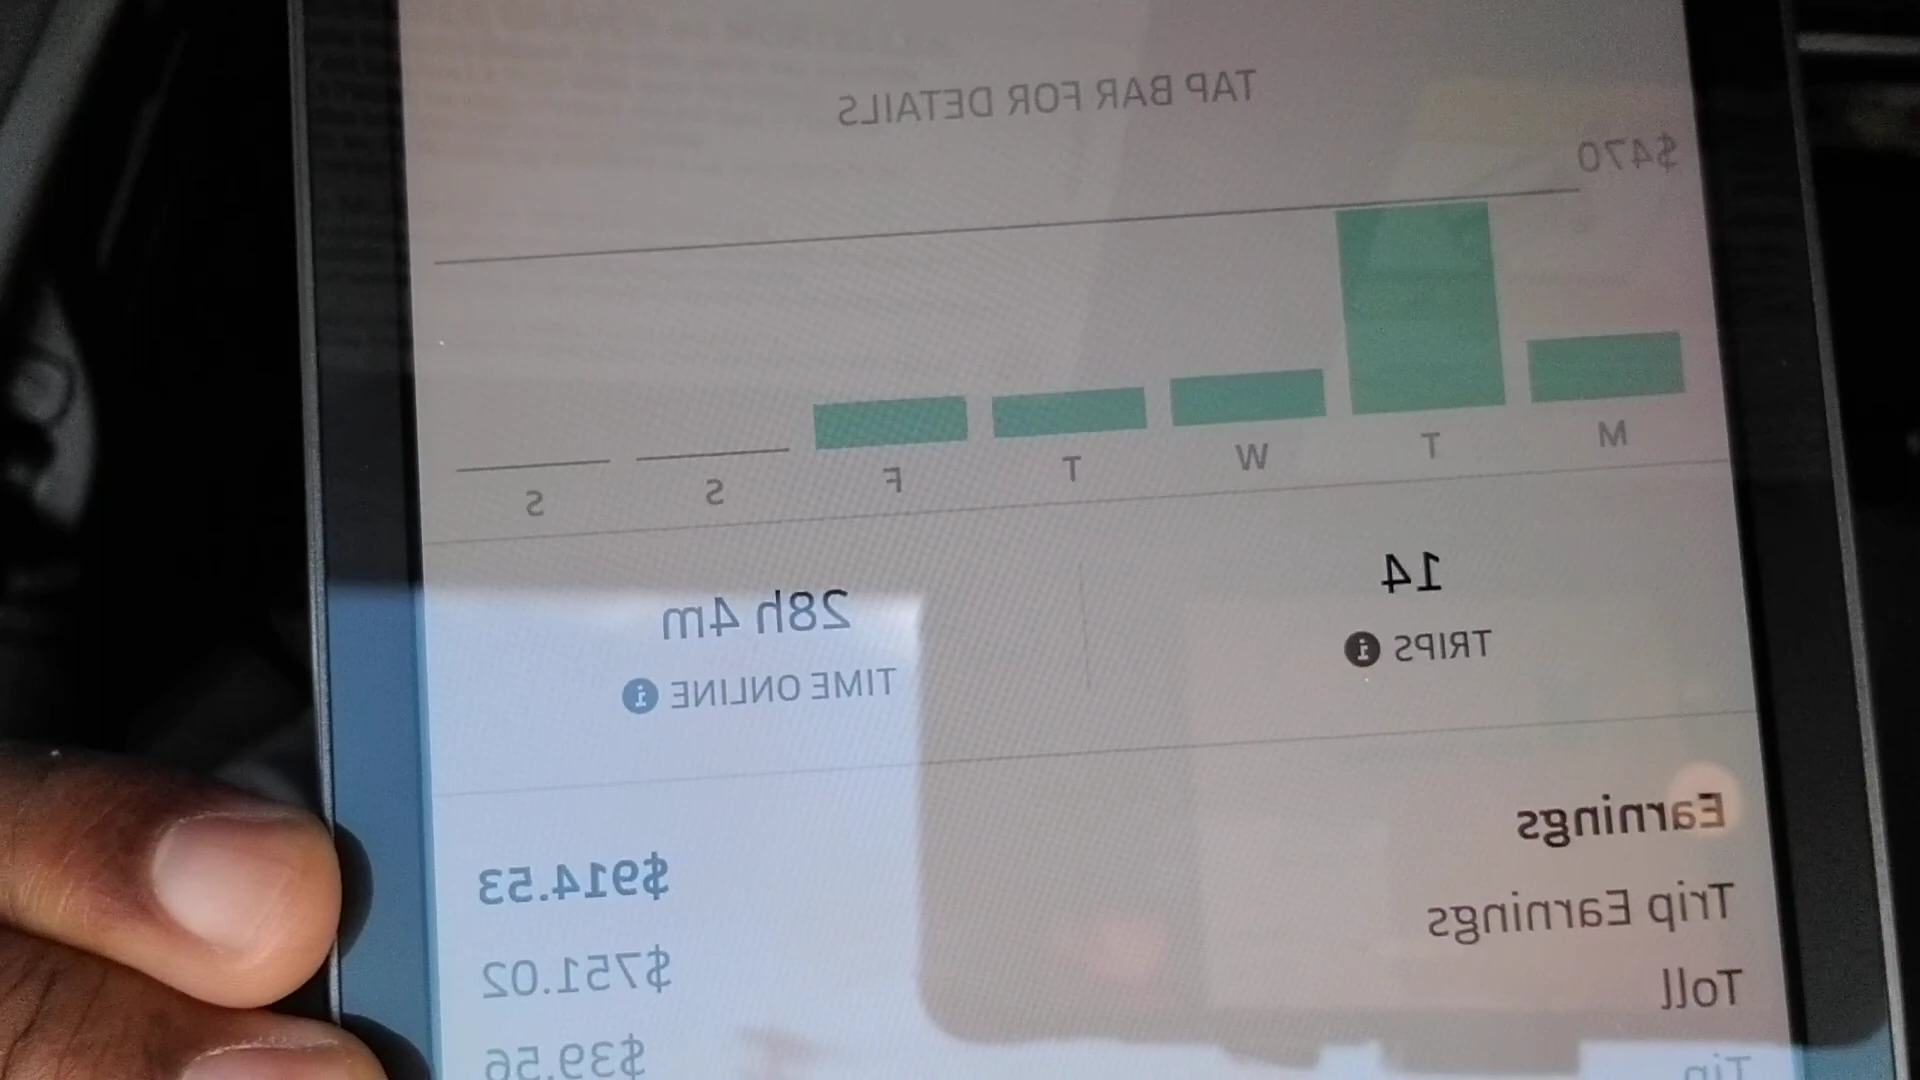 TAP BAR FOR DETAILS
$470
M T W T F S S
14
TRIPS
28h 4m
TIME ONLINE
Earnings $914.53
Trip Earnings $751.02
Toll $39.56
Tip